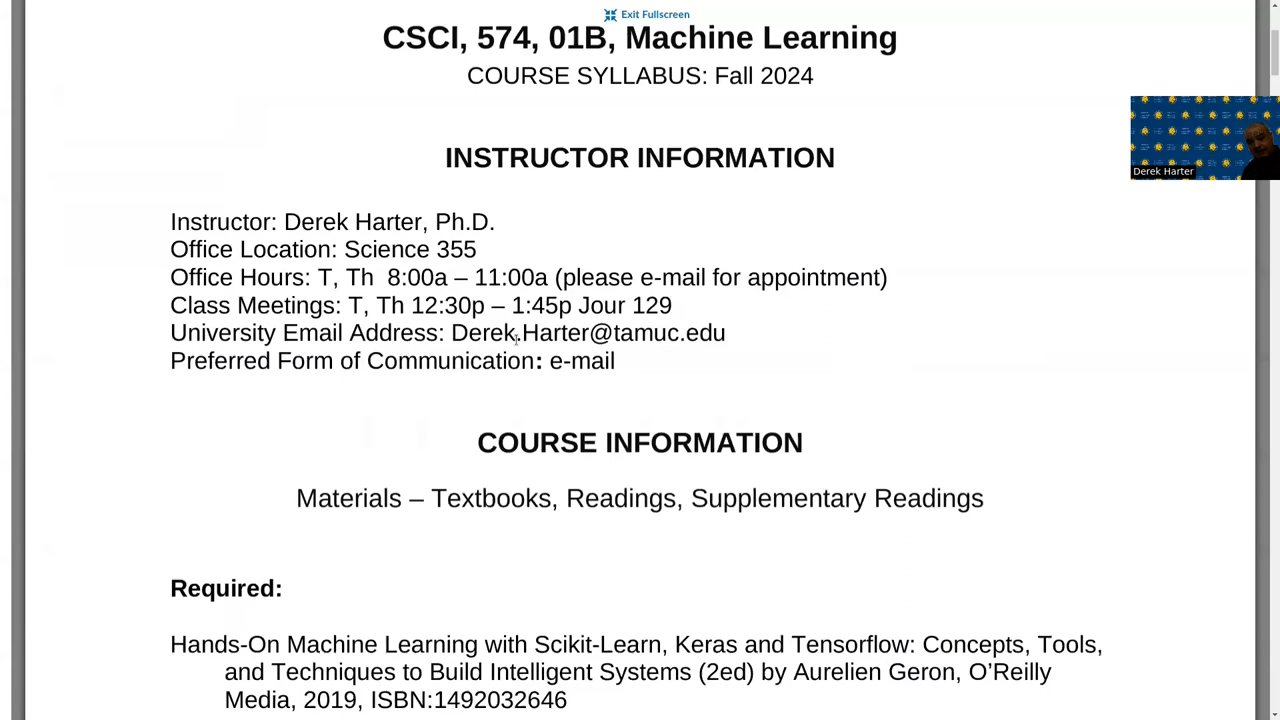 Exit Fullscreen
CSCI, 574, 01B, Machine Learning
COURSE SYLLABUS: Fall 2024
Derek Harter
INSTRUCTOR INFORMATION
Instructor: Derek Harter, Ph.D.
Office Location: Science 355
Office Hours: T, Th  8:00a – 11:00a (please e-mail for appointment)
Class Meetings: T, Th 12:30p – 1:45p Jour 129
University Email Address: Derek.Harter@tamuc.edu
Preferred Form of Communication: e-mail
COURSE INFORMATION
Materials – Textbooks, Readings, Supplementary Readings
Required:
Hands-On Machine Learning with Scikit-Learn, Keras and Tensorflow: Concepts, Tools,
and Techniques to Build Intelligent Systems (2ed) by Aurelien Geron, O’Reilly
Media, 2019, ISBN:1492032646